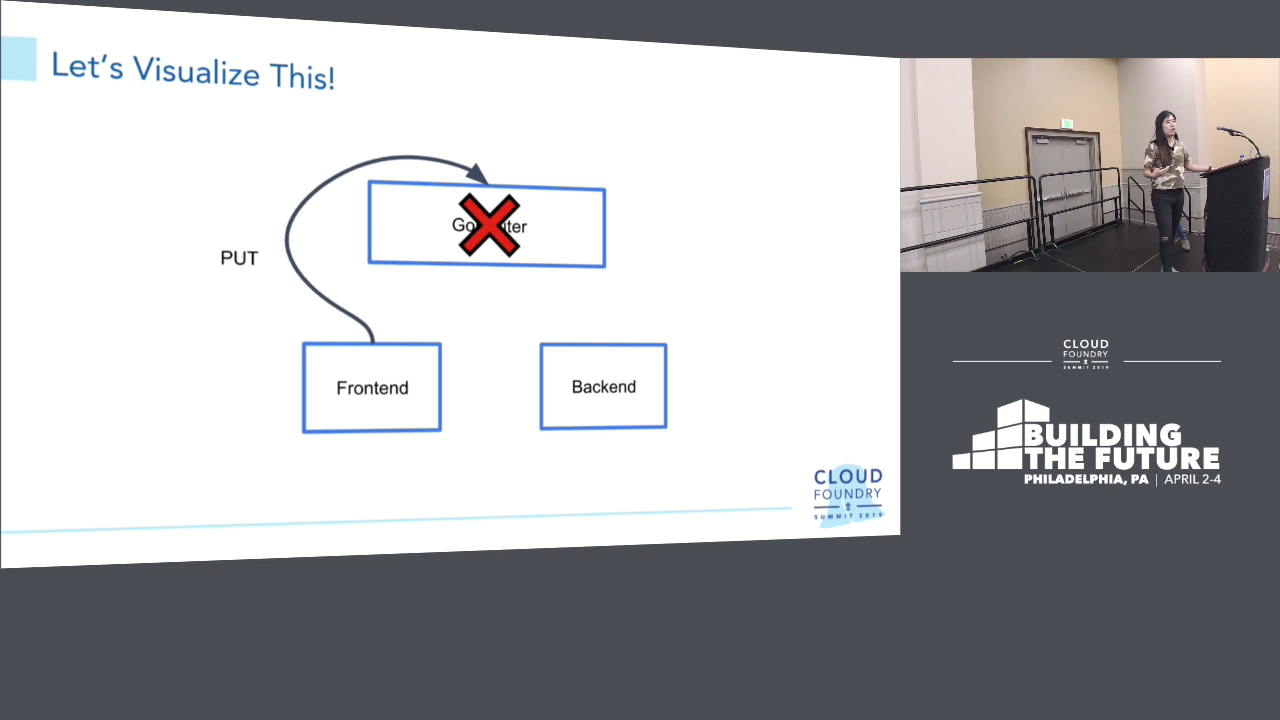 Let's Visualize This!
PUT
Frontend
Backend
CLOUD
FOUNDRY
SUMMIT 2019
CLOUD
FOUNDRY
SUMMIT 2019
BUILDING
THE FUTURE
PHILADELPHIA, PA | APRIL 2-4